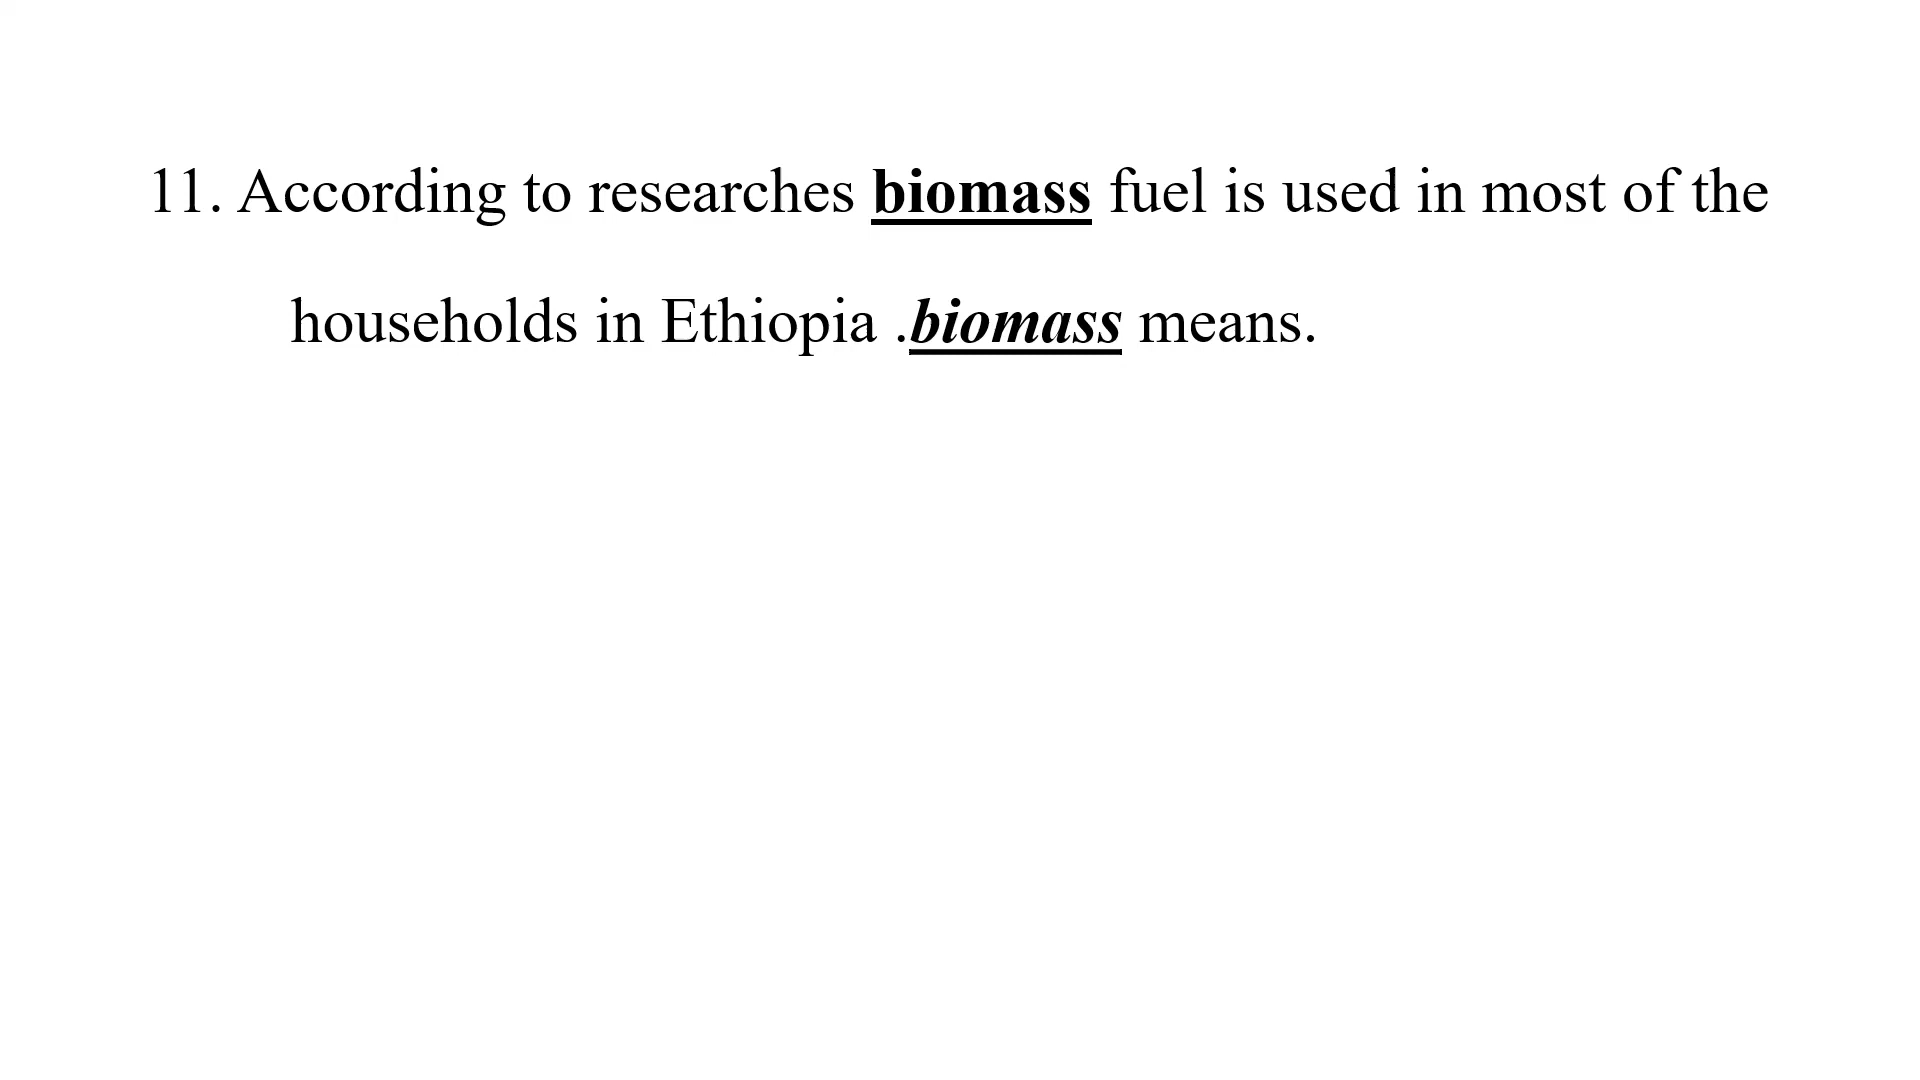 11. According to researches biomass fuel is used in most of the
households in Ethiopia .biomass means.